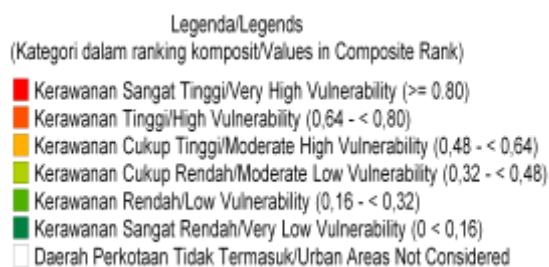 Legenda/Legends
(Kategori dalam ranking komposit/Values in Composite Rank)
Kerawanan Sangat Tinggi/Very High Vulnerability (>= 0.80)
Kerawanan Tinggi/High Vulnerability (0,64 - < 0,80)
Kerawanan Cukup Tinggi/Moderate High Vulnerability (0,48 - < 0,64)
Kerawanan Cukup Rendah/Moderate Low Vulnerability (0,32 - < 0,48)
Kerawanan Rendah/Low Vulnerability (0,16 - < 0,32)
Kerawanan Sangat Rendah/Very Low Vulnerability (0 < 0,16)
Daerah Perkotaan Tidak Termasuk/Urban Areas Not Considered